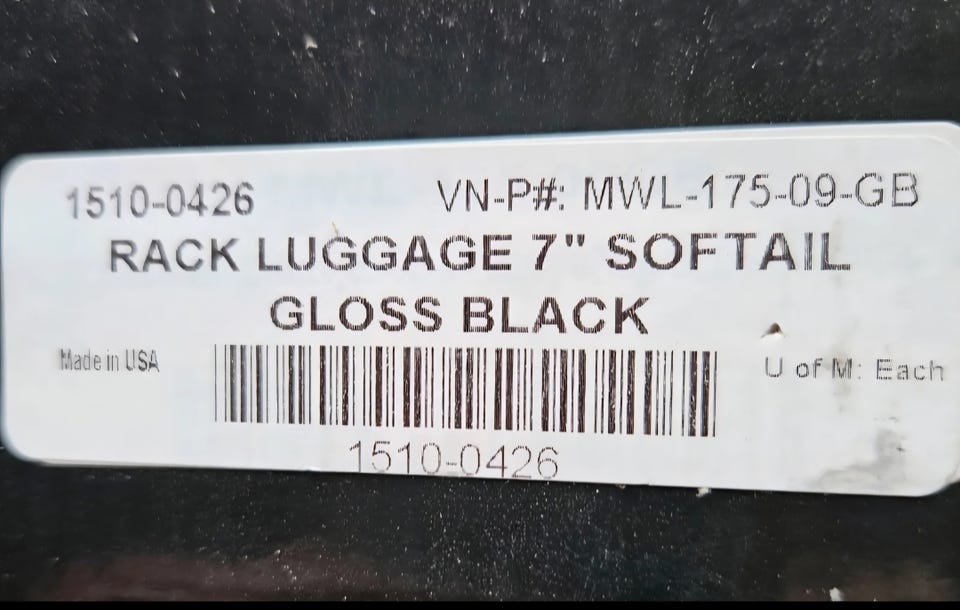 1510-0426 VN-P#: MWL-175-09-GB
RACK LUGGAGE 7" SOFTAIL
GLOSS BLACK
Made in USA U of M: Each
1510-0426